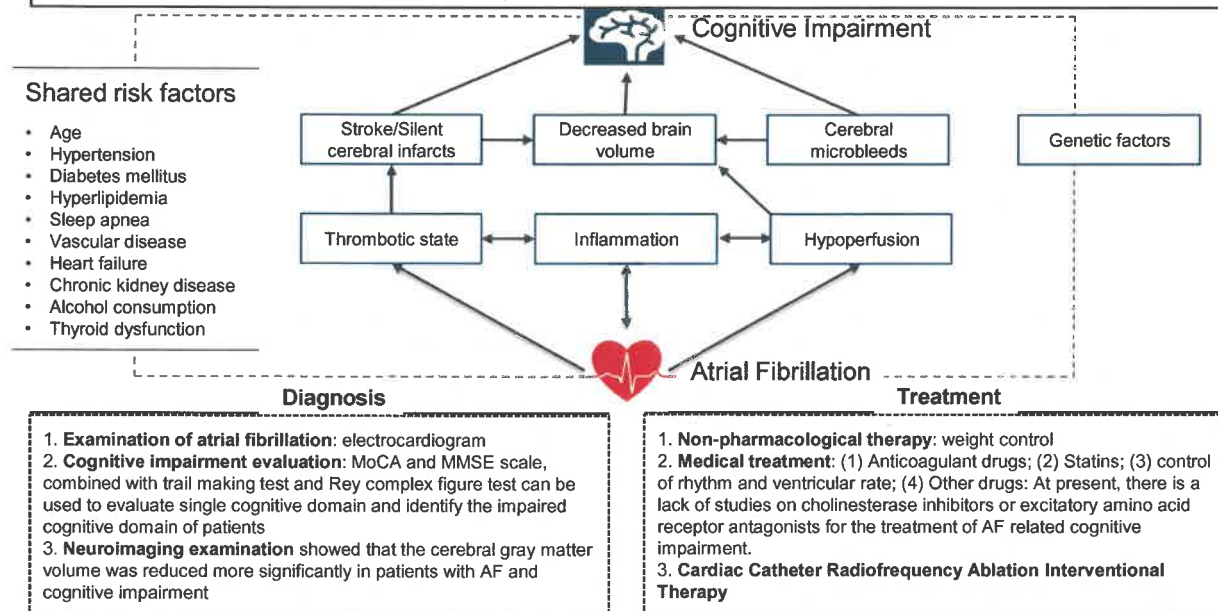 Cognitive Impairment
Shared risk factors
• Age
• Hypertension
• Diabetes mellitus
• Hyperlipidemia
• Sleep apnea
• Vascular disease
• Heart failure
• Chronic kidney disease
• Alcohol consumption
• Thyroid dysfunction
Stroke/Silent
cerebral infarcts
Decreased brain
volume
Cerebral
microbleeds
Genetic factors
Thrombotic state
Inflammation
Hypoperfusion
Atrial Fibrillation
Diagnosis
1. Examination of atrial fibrillation: electrocardiogram
2. Cognitive impairment evaluation: MoCA and MMSE scale,
combined with trail making test and Rey complex figure test can be
used to evaluate single cognitive domain and identify the impaired
cognitive domain of patients
3. Neuroimaging examination showed that the cerebral gray matter
volume was reduced more significantly in patients with AF and
cognitive impairment
Treatment
1. Non-pharmacological therapy: weight control
2. Medical treatment: (1) Anticoagulant drugs; (2) Statins; (3) control
of rhythm and ventricular rate; (4) Other drugs: At present, there is a
lack of studies on cholinesterase inhibitors or excitatory amino acid
receptor antagonists for the treatment of AF related cognitive
impairment.
3. Cardiac Catheter Radiofrequency Ablation Interventional
Therapy